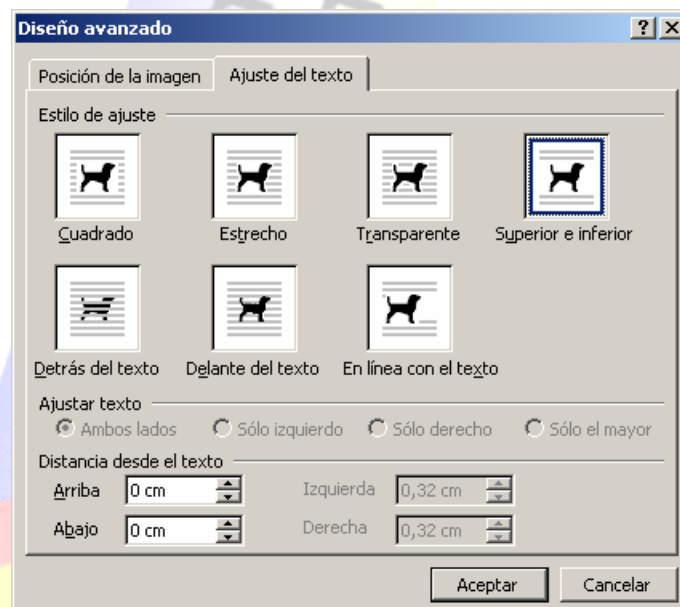 Diseño avanzado
Posición de la imagen Ajuste del texto
Estilo de ajuste
Cuadrado Estrecho Transparente Superior e inferior
Detrás del texto Delante del texto En línea con el texto
Ajustar texto
Ambos lados Sólo izquierdo Sólo derecho Sólo el mayor
Distancia desde el texto
Arriba 0 cm Izquierda 0,32 cm
Abajo 0 cm Derecha 0,32 cm
Aceptar Cancelar